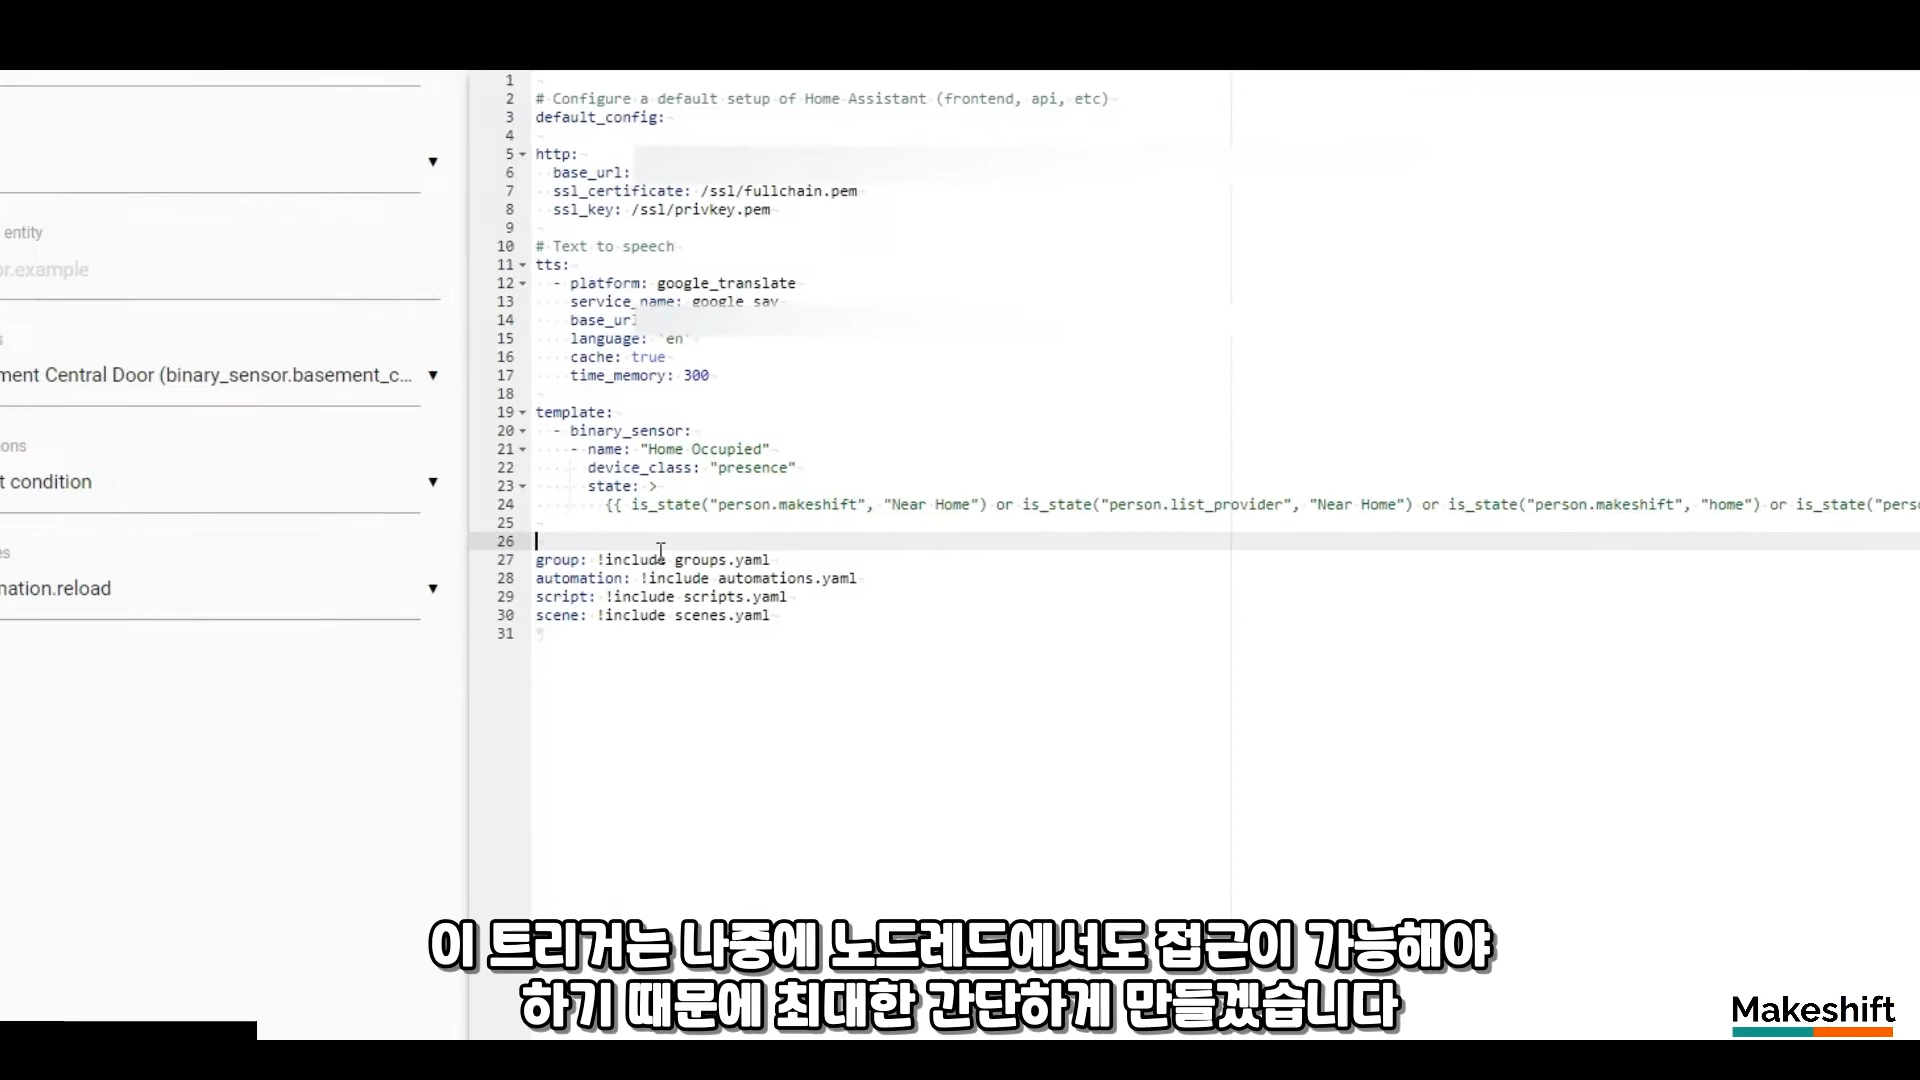 entity
or.example
s
ment Central Door (binary_sensor.basement_c...
ons
t condition
es
nation.reload
1
2 # Configure a default setup of Home Assistant (frontend, api, etc)
3 default_config:
4
5 http:
6 base_url:
7 ssl_certificate: /ssl/fullchain.pem
8 ssl_key: /ssl/privkey.pem
9
10 # Text to speech
11 tts:
12 - platform: google_translate
13 service_name: google_say
14 base_url
15 language: 'en'
16 cache: true
17 time_memory: 300
18
19 template:
20 - binary_sensor:
21 - name: "Home Occupied"
22 device_class: "presence"
23 state: >
24 {{ is_state("person.makeshift", "Near Home") or is_state("person.list_provider", "Near Home") or is_state("person.makeshift", "home") or is_state("pers
25
26
27 group: !include groups.yaml
28 automation: !include automations.yaml
29 script: !include scripts.yaml
30 scene: !include scenes.yaml
31
이 트리거는 나중에 노드레드에서도 접근이 가능해야
하기 때문에 최대한 간단하게 만들겠습니다
Makeshift